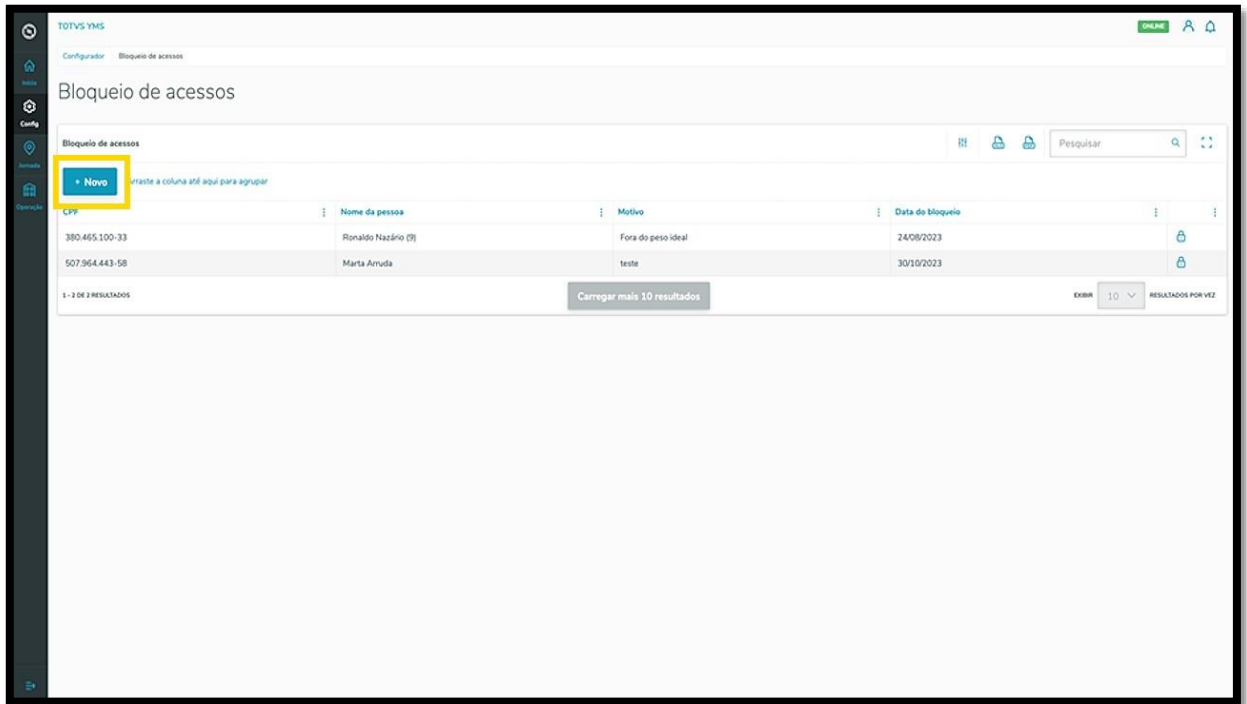 TOTVS YMS
ONLINE
Configurador Bloqueio de acessos
Início
Config
Jornada
Operação
Bloqueio de acessos
Bloqueio de acessos
Pesquisar
+ Novo
rraste a coluna até aqui para agrupar
CPF Nome da pessoa Motivo Data do bloqueio
380.465.100-33 Ronaldo Nazário (9) Fora do peso ideal 24/08/2023
507.964.443-58 Marta Arruda teste 30/10/2023
1 - 2 DE 2 RESULTADOS Carregar mais 10 resultados EXIBIR 10 RESULTADOS POR VEZ